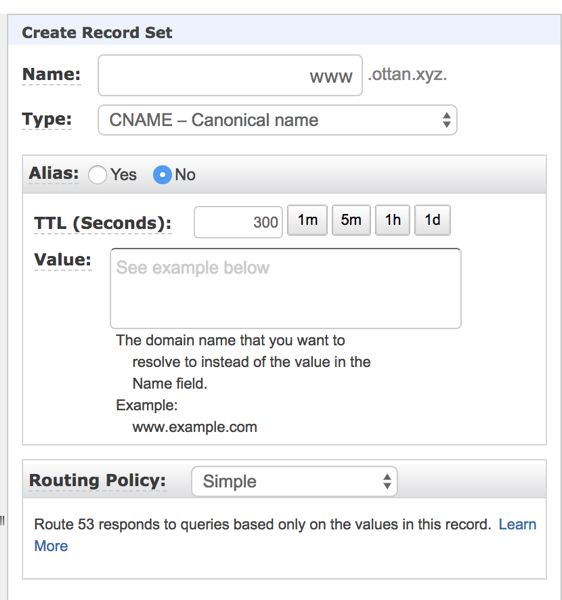 Create Record Set
Name: www .ottan.xyz.
Type: CNAME – Canonical name
Alias: Yes No
TTL (Seconds): 300 1m 5m 1h 1d
Value: See example below
The domain name that you want to
resolve to instead of the value in the
Name field.
Example:
www.example.com
Routing Policy: Simple
Route 53 responds to queries based only on the values in this record. Learn
More